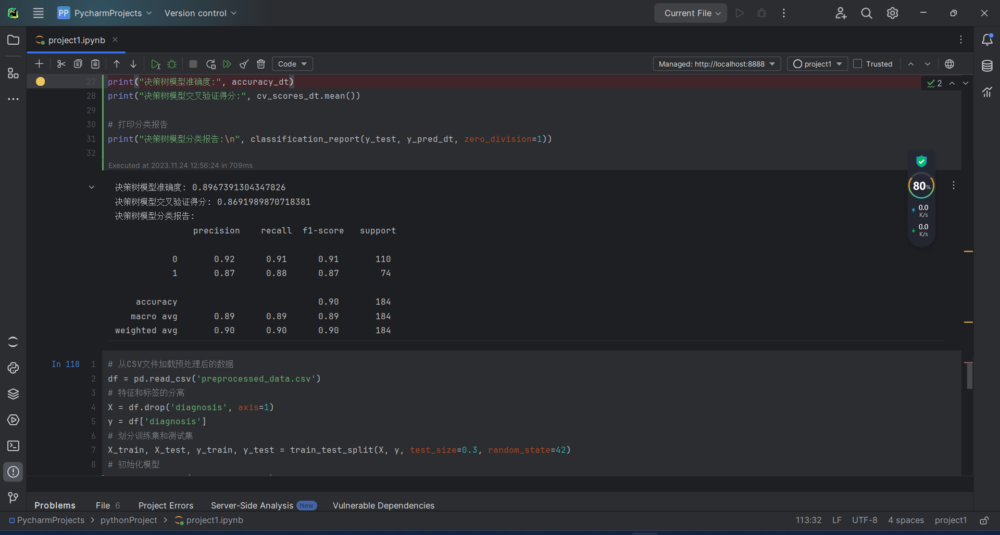 PC
PP PycharmProjects Version control Current File
project1.ipynb
Code Managed: http://localhost:8888 project1 Trusted
27 print("决策树模型准确度:", accuracy_dt) 2
28 print("决策树模型交叉验证得分:", cv_scores_dt.mean())
29
30 # 打印分类报告
31 print("决策树模型分类报告:\n", classification_report(y_test, y_pred_dt, zero_division=1))
32
Executed at 2023.11.24 12:56:24 in 709ms
决策树模型准确度: 0.8967391304347826
决策树模型交叉验证得分: 0.8691989870718381
决策树模型分类报告:
precision recall f1-score support
0 0.92 0.91 0.91 110
1 0.87 0.88 0.87 74
accuracy 0.90 184
macro avg 0.89 0.89 0.89 184
weighted avg 0.90 0.90 0.90 184
80%
0.0
K/s
0.0
K/s
In 118 1 # 从CSV文件加载预处理后的数据
2 df = pd.read_csv('preprocessed_data.csv')
3 # 特征和标签的分离
4 X = df.drop('diagnosis', axis=1)
5 y = df['diagnosis']
6 # 划分训练集和测试集
7 X_train, X_test, y_train, y_test = train_test_split(X, y, test_size=0.3, random_state=42)
8 # 初始化模型
Problems File 6 Project Errors Server-Side Analysis New Vulnerable Dependencies
PycharmProjects > pythonProject > project1.ipynb 113:32 LF UTF-8 4 spaces project1